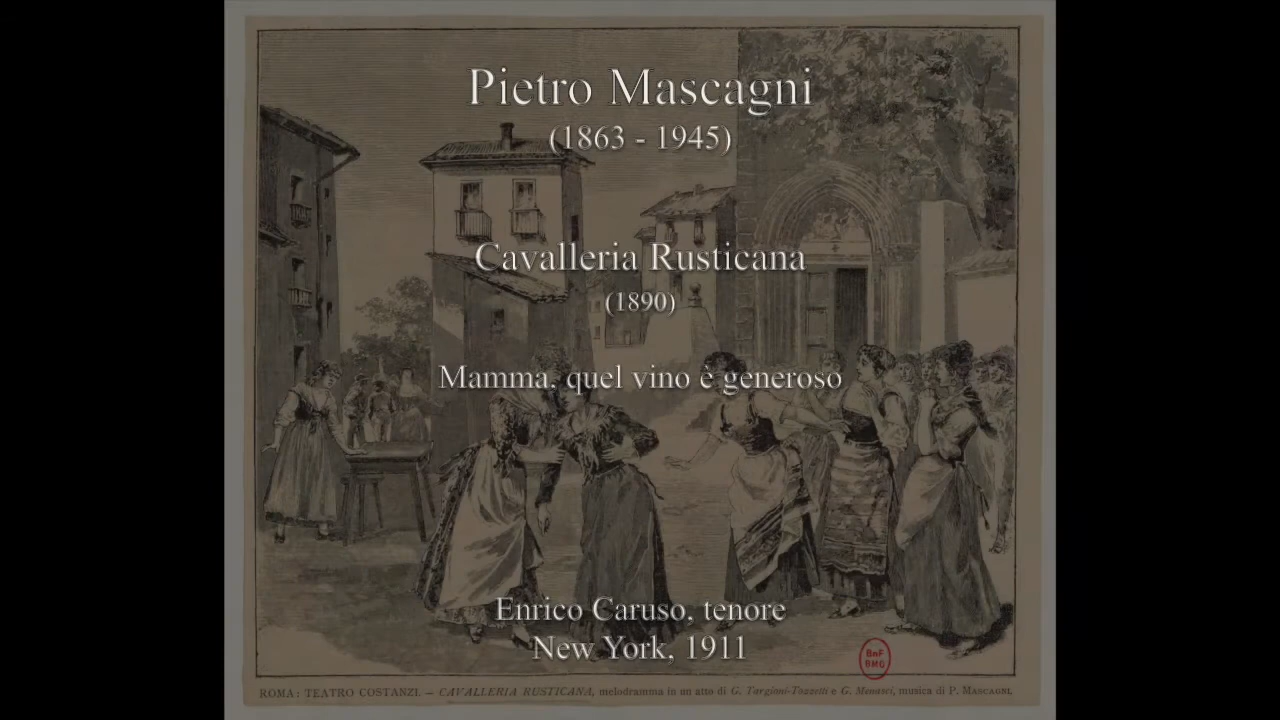 Pietro Mascagni
(1863 - 1945)
Cavalleria Rusticana
(1890)
Mamma, quel vino è generoso
Enrico Caruso, tenore
New York, 1911
BnF
BMO
ROMA: TEATRO COSTANZI. — CAVALLERIA RUSTICANA, melodramma in un atto di G. Targioni-Tozzetti e G. Menasci, musica di P. MASCAGNI.